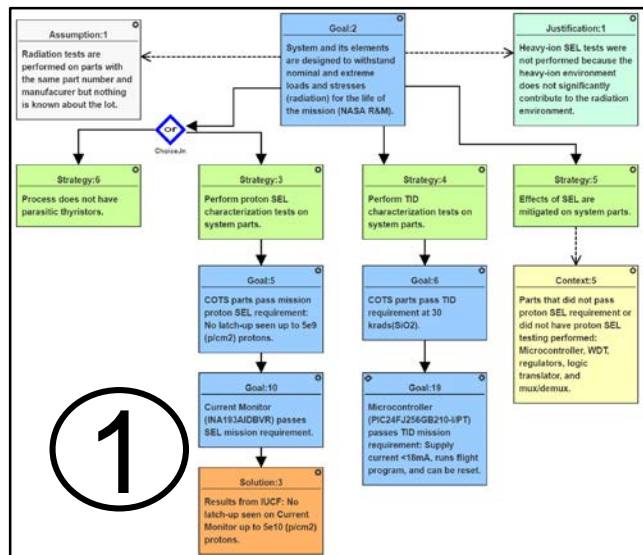 Assumption:1
Radiation tests are
performed on parts with
the same part number and
manufacurer but nothing
is known about the lot.
Goal:2
System and its elements
are designed to withstand
nominal and extreme
loads and stresses
(radiation) for the life of
the mission (NASA R&M).
Justification:1
Heavy-ion SEL tests were
not performed because the
heavy-ion environment
does not significantly
contribute to the radiation
environment.
or
ChoiceJn
Strategy:6
Process does not have
parasitic thyristors.
Strategy:3
Perform proton SEL
characterization tests on
system parts.
Strategy:4
Perform TID
characterization tests on
system parts.
Strategy:5
Effects of SEL are
mitigated on system parts.
Goal:5
COTS parts pass mission
proton SEL requirement:
No latch-up seen up to 5e9
(p/cm2) protons.
Goal:6
COTS parts pass TID
requirement at 30
krads(SiO2).
Context:5
Parts that did not pass
proton SEL requirement or
did not have proton SEL
testing performed:
Microcontroller, WDT,
regulators, logic
translator, and
mux/demux.
Goal:10
Current Monitor
(INA193AIDBVR) passes
SEL mission requirement.
Goal:19
Microcontroller
(PIC24FJ256GB210-I/PT)
passes TID mission
requirement: Supply
current <18mA, runs flight
program, and can be reset.
Solution:3
Results from IUCF: No
latch-up seen on Current
Monitor up to 5e10 (p/cm2)
protons.
1